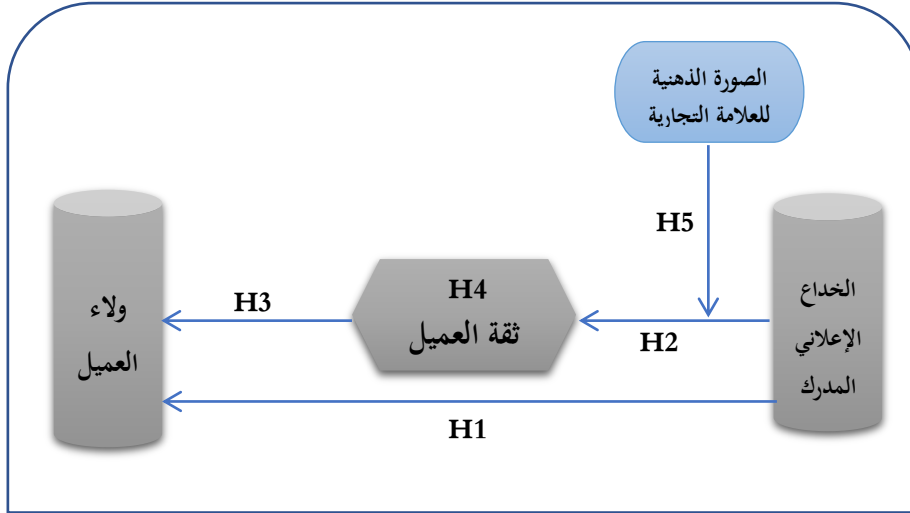 الصورة الذهنية
للعلامة التجارية
H5
الخداع
الإعلاني
المدرك
H2
H4
ثقة العميل
H3
ولاء
العميل
H1